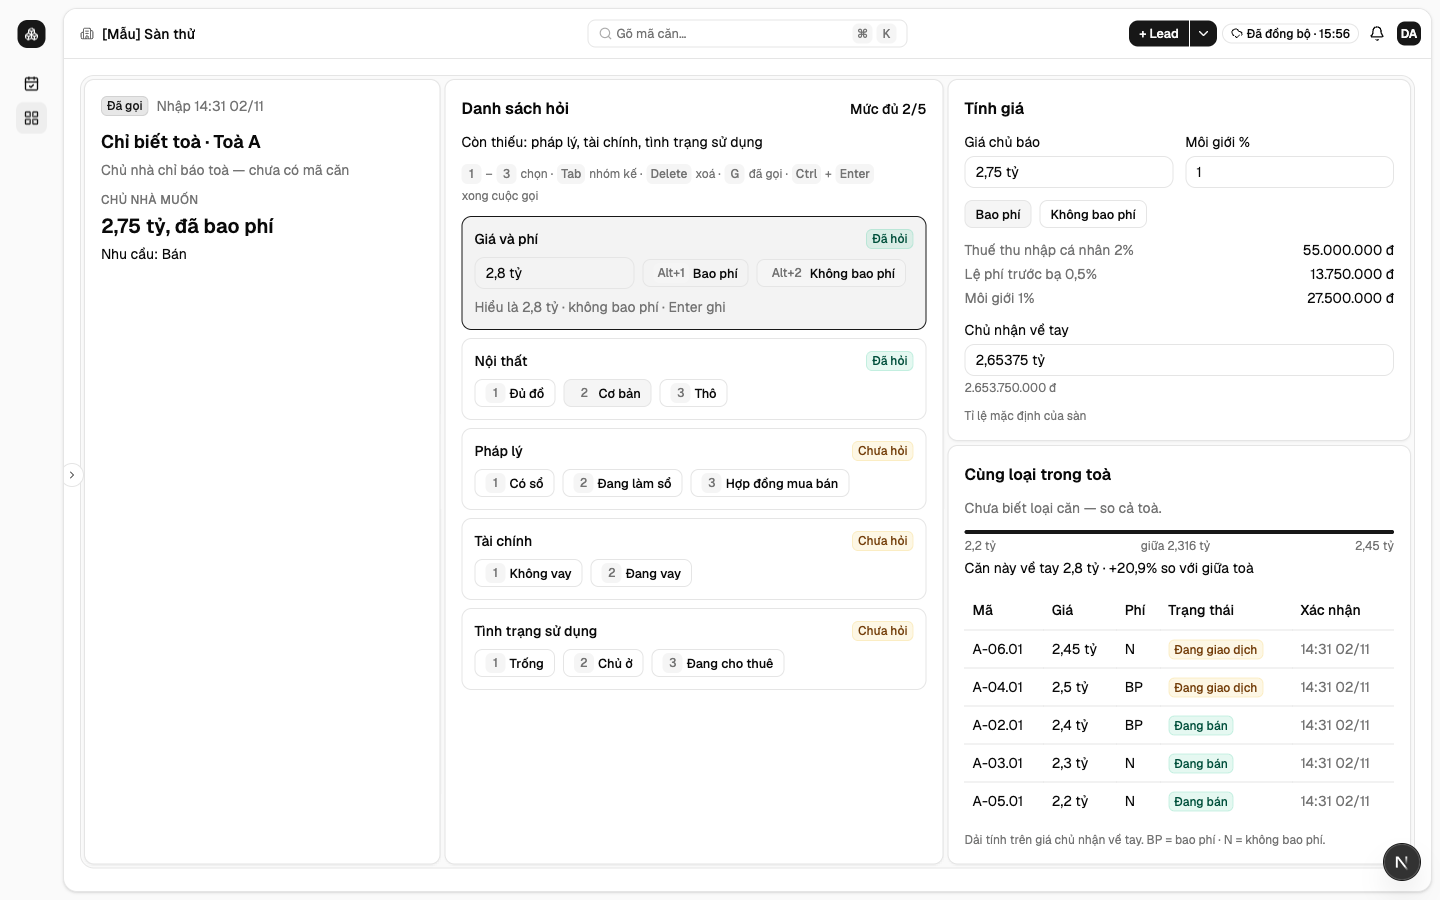 [Mẫu] Sàn thử
Gõ mã căn...
⌘ K
+ Lead
Đã đồng bộ · 15:56
DA
Đã gọi Nhập 14:31 02/11
Chỉ biết toà · Toà A
Chủ nhà chỉ báo toà — chưa có mã căn
CHỦ NHÀ MUỐN
2,75 tỷ, đã bao phí
Nhu cầu: Bán
Danh sách hỏi
Mức đủ 2/5
Còn thiếu: pháp lý, tài chính, tình trạng sử dụng
1 – 3 chọn · Tab nhóm kế · Delete xoá · G đã gọi · Ctrl + Enter
xong cuộc gọi
Giá và phí
Đã hỏi
2,8 tỷ
Alt+1 Bao phí
Alt+2 Không bao phí
Hiểu là 2,8 tỷ · không bao phí · Enter ghi
Nội thất
Đã hỏi
1 Đủ đồ
2 Cơ bản
3 Thô
Pháp lý
Chưa hỏi
1 Có sổ
2 Đang làm sổ
3 Hợp đồng mua bán
Tài chính
Chưa hỏi
1 Không vay
2 Đang vay
Tình trạng sử dụng
Chưa hỏi
1 Trống
2 Chủ ở
3 Đang cho thuê
Tính giá
Giá chủ báo
Môi giới %
2,75 tỷ
1
Bao phí
Không bao phí
Thuế thu nhập cá nhân 2% 55.000.000 đ
Lệ phí trước bạ 0,5% 13.750.000 đ
Môi giới 1% 27.500.000 đ
Chủ nhận về tay
2,65375 tỷ
2.653.750.000 đ
Tỉ lệ mặc định của sàn
Cùng loại trong toà
Chưa biết loại căn — so cả toà.
2,2 tỷ giữa 2,316 tỷ 2,45 tỷ
Căn này về tay 2,8 tỷ · +20,9% so với giữa toà
Mã Giá Phí Trạng thái Xác nhận
A-06.01 2,45 tỷ N Đang giao dịch 14:31 02/11
A-04.01 2,5 tỷ BP Đang giao dịch 14:31 02/11
A-02.01 2,4 tỷ BP Đang bán 14:31 02/11
A-03.01 2,3 tỷ N Đang bán 14:31 02/11
A-05.01 2,2 tỷ N Đang bán 14:31 02/11
Dải tính trên giá chủ nhận về tay. BP = bao phí · N = không bao phí.
N